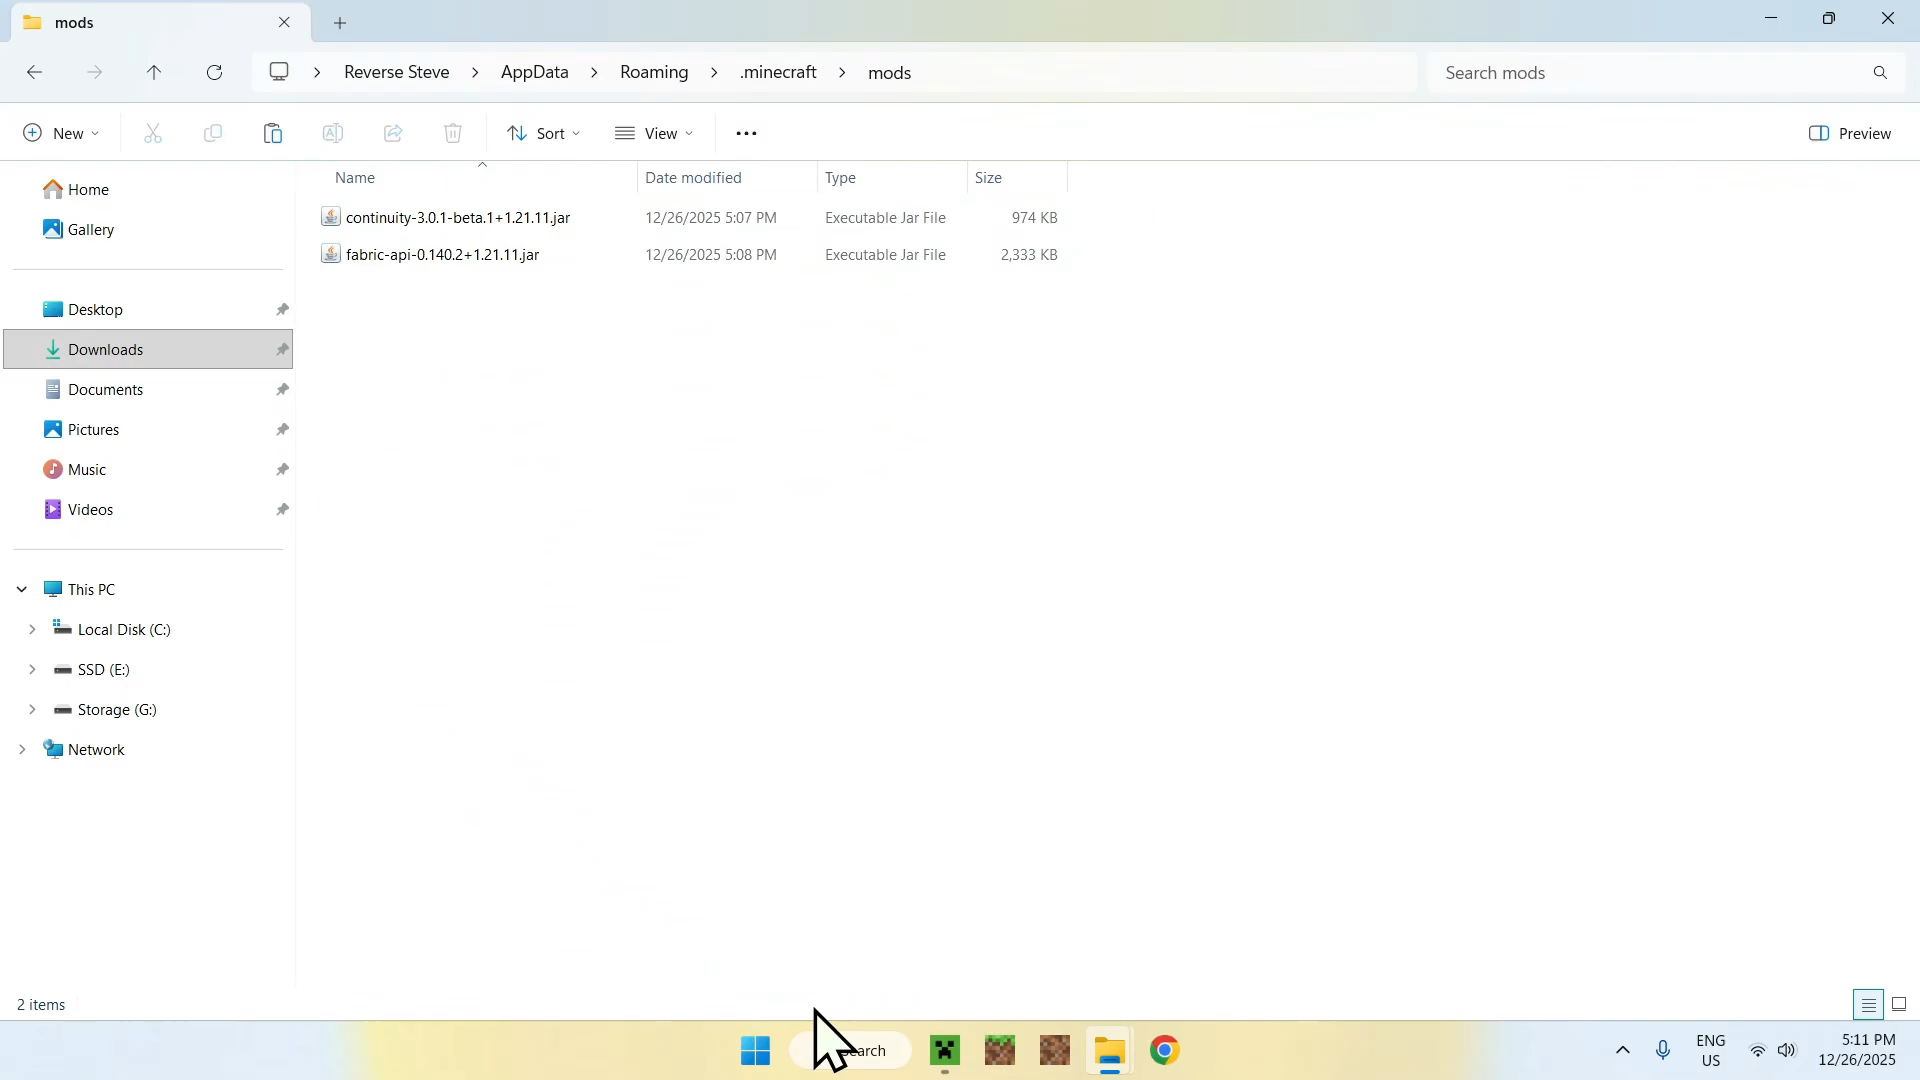 mods
Reverse Steve > AppData > Roaming > .minecraft > mods
Search mods
New
Sort
View
Preview
Name Date modified Type Size
continuity-3.0.1-beta.1+1.21.11.jar 12/26/2025 5:07 PM Executable Jar File 974 KB
fabric-api-0.140.2+1.21.11.jar 12/26/2025 5:08 PM Executable Jar File 2,333 KB
Home
Gallery
Desktop
Downloads
Documents
Pictures
Music
Videos
This PC
Local Disk (C:)
SSD (E:)
Storage (G:)
Network
2 items
ENG
US
5:11 PM
12/26/2025